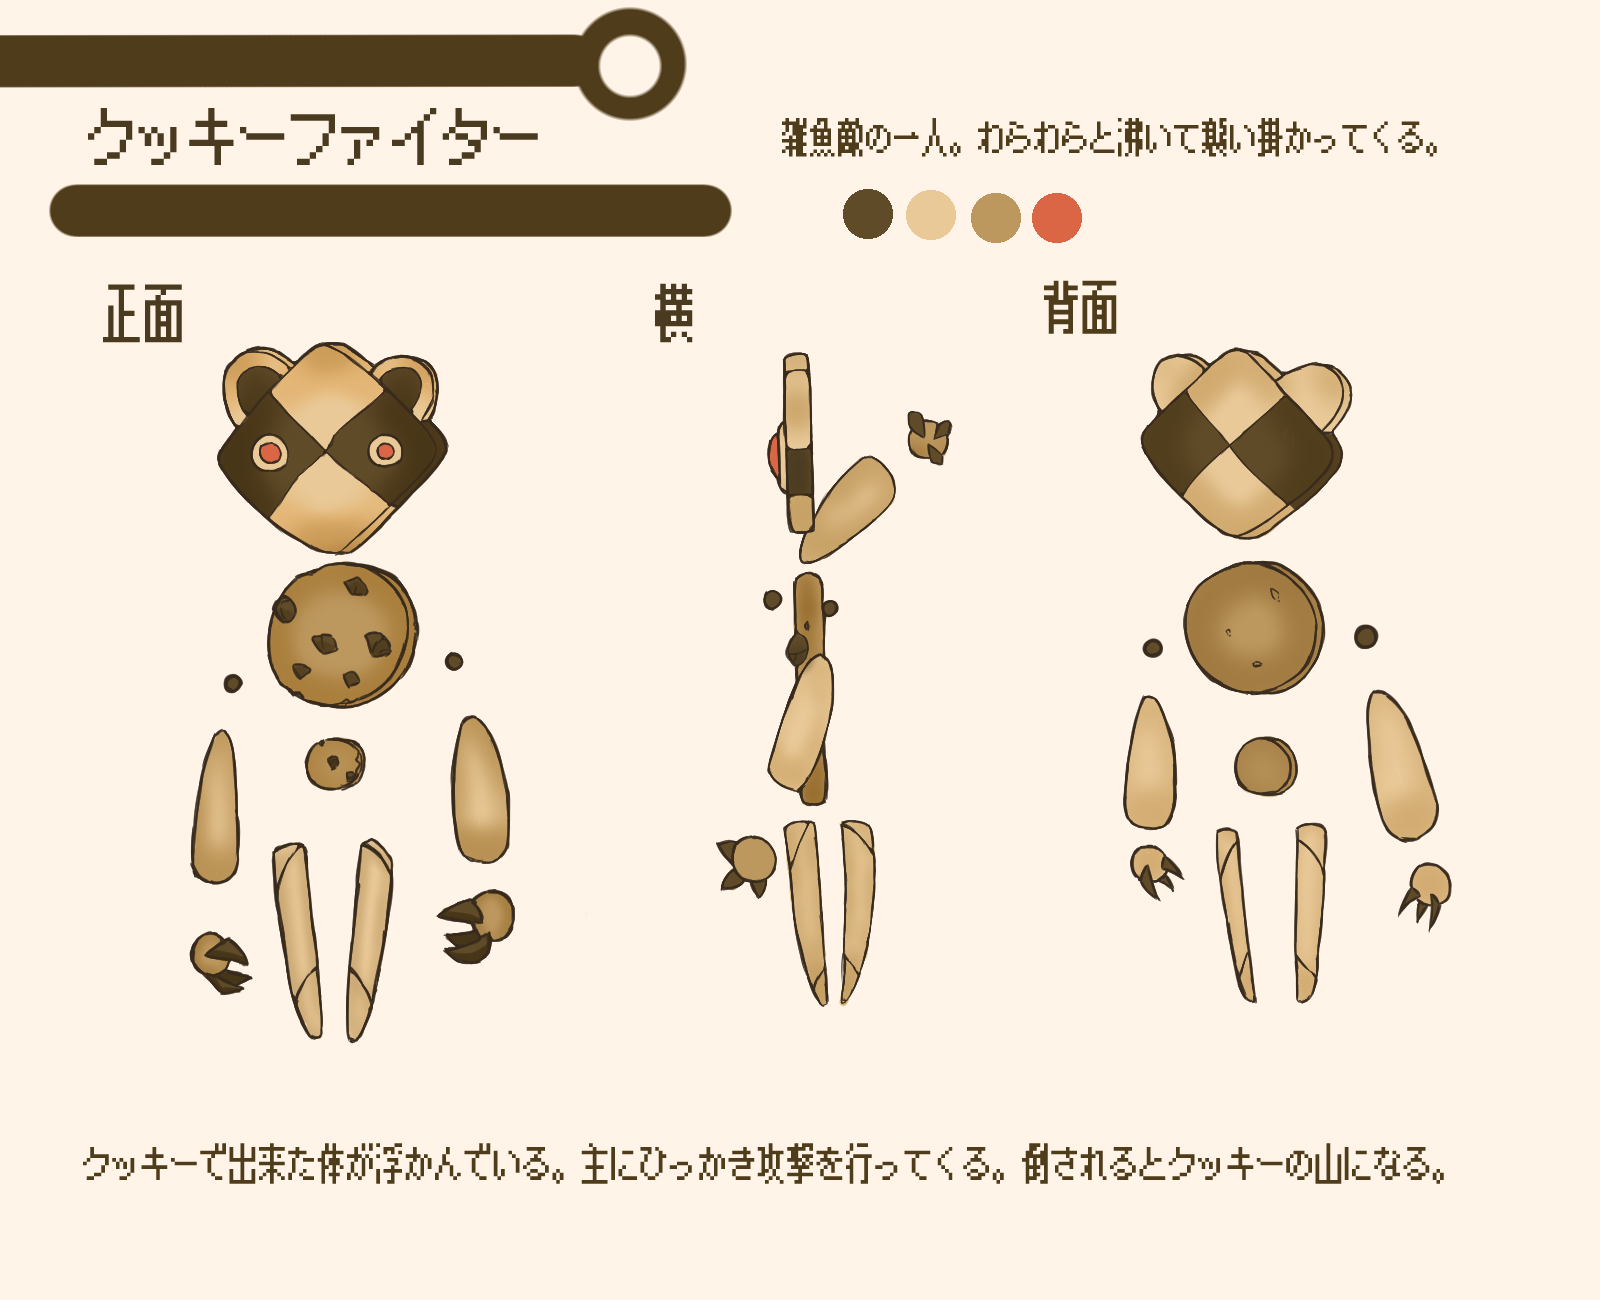 クッキーファイター
雑魚敵の一人。わらわらと沸いて襲い掛かってくる。
正面
横
背面
クッキーで出来た体が浮かんでいる。主にひっかき攻撃を行ってくる。倒されるとクッキーの山になる。